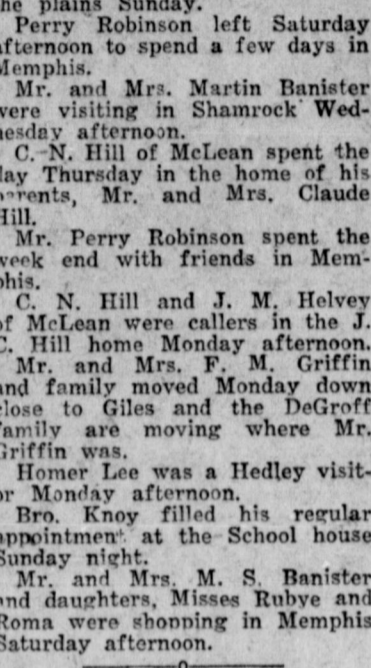 he plains Sunday.
Perry Robinson left Saturday
afternoon to spend a few days in
Memphis.
Mr. and Mrs. Martin Banister
were visiting in Shamrock Wed-
nesday afternoon.
C. N. Hill of McLean spent the
day Thursday in the home of his
parents, Mr. and Mrs. Claude
Hill.
Mr. Perry Robinson spent the
week end with friends in Mem-
phis.
C. N. Hill and J. M. Helvey
of McLean were callers in the J.
C. Hill home Monday afternoon.
Mr. and Mrs. F. M. Griffin
and family moved Monday down
close to Giles and the DeGroff
family are moving where Mr.
Griffin was.
Homer Lee was a Hedley visit-
or Monday afternoon.
Bro. Knoy filled his regular
appointment at the School house
Sunday night.
Mr. and Mrs. M. S. Banister
and daughters, Misses Rubye and
Roma were shopping in Memphis
Saturday afternoon.